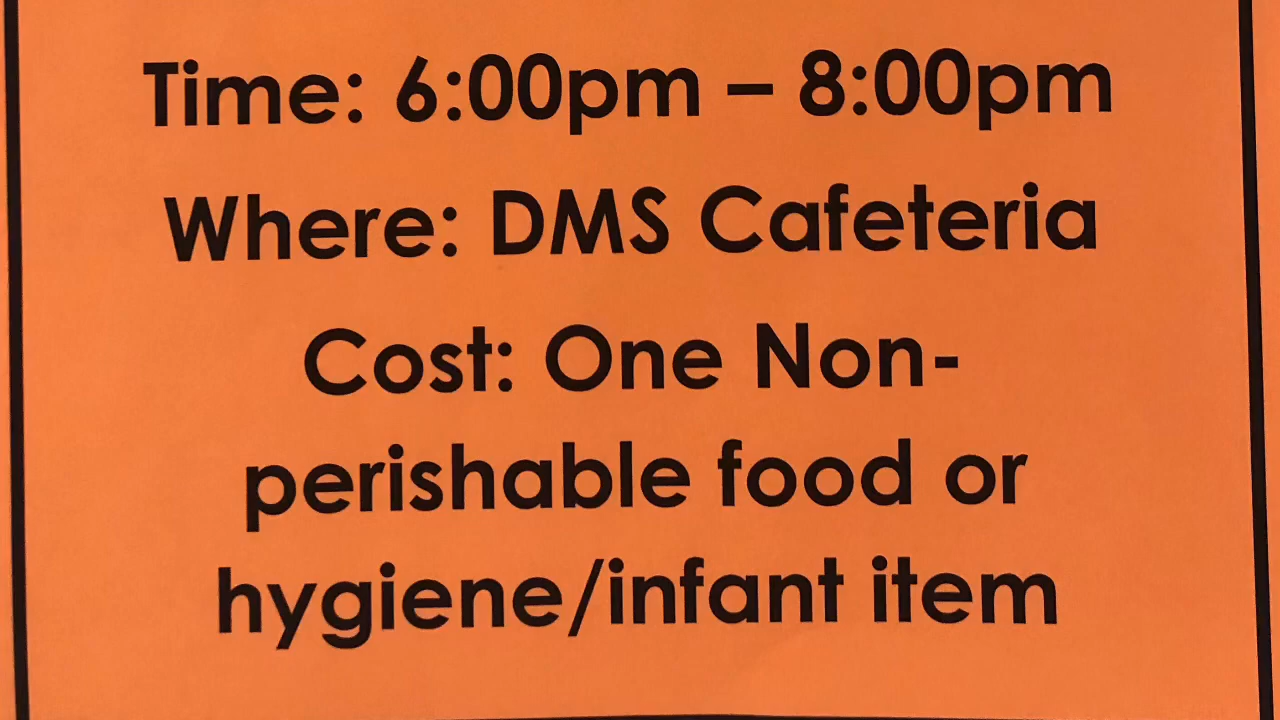 Time: 6:00pm – 8:00pm
Where: DMS Cafeteria
Cost: One Non-
perishable food or
hygiene/infant item